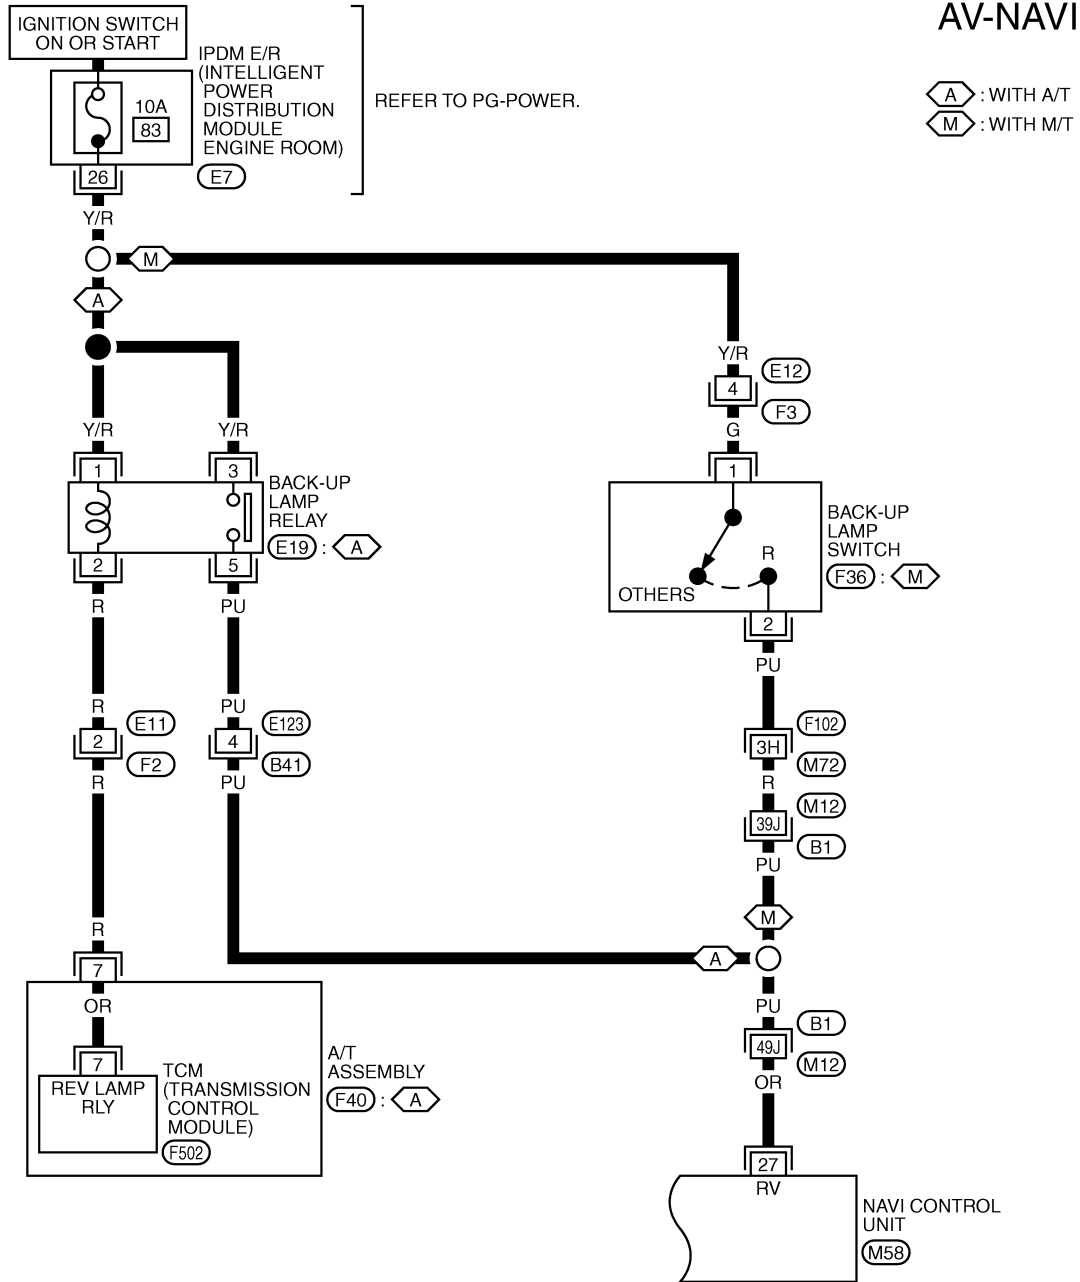 AV-NAVI
IGNITION SWITCH
ON OR START
IPDM E/R
(INTELLIGENT
POWER
DISTRIBUTION
MODULE
ENGINE ROOM)
REFER TO PG-POWER.
A : WITH A/T
M : WITH M/T
10A
83
26
E7
Y/R
M
A
Y/R
4
E12
F3
G
Y/R
Y/R
1
3
1
BACK-UP
LAMP
RELAY
E19 : A
BACK-UP
LAMP
SWITCH
F36 : M
R
OTHERS
2
5
2
R
PU
PU
R
PU
2
E11
F2
4
E123
B41
3H
F102
M72
R
PU
R
39J
M12
B1
PU
M
R
A
7
OR
PU
7
49J
B1
M12
REV LAMP
RLY
TCM
(TRANSMISSION
CONTROL
MODULE)
F502
A/T
ASSEMBLY
F40 : A
OR
27
RV
NAVI CONTROL
UNIT
M58